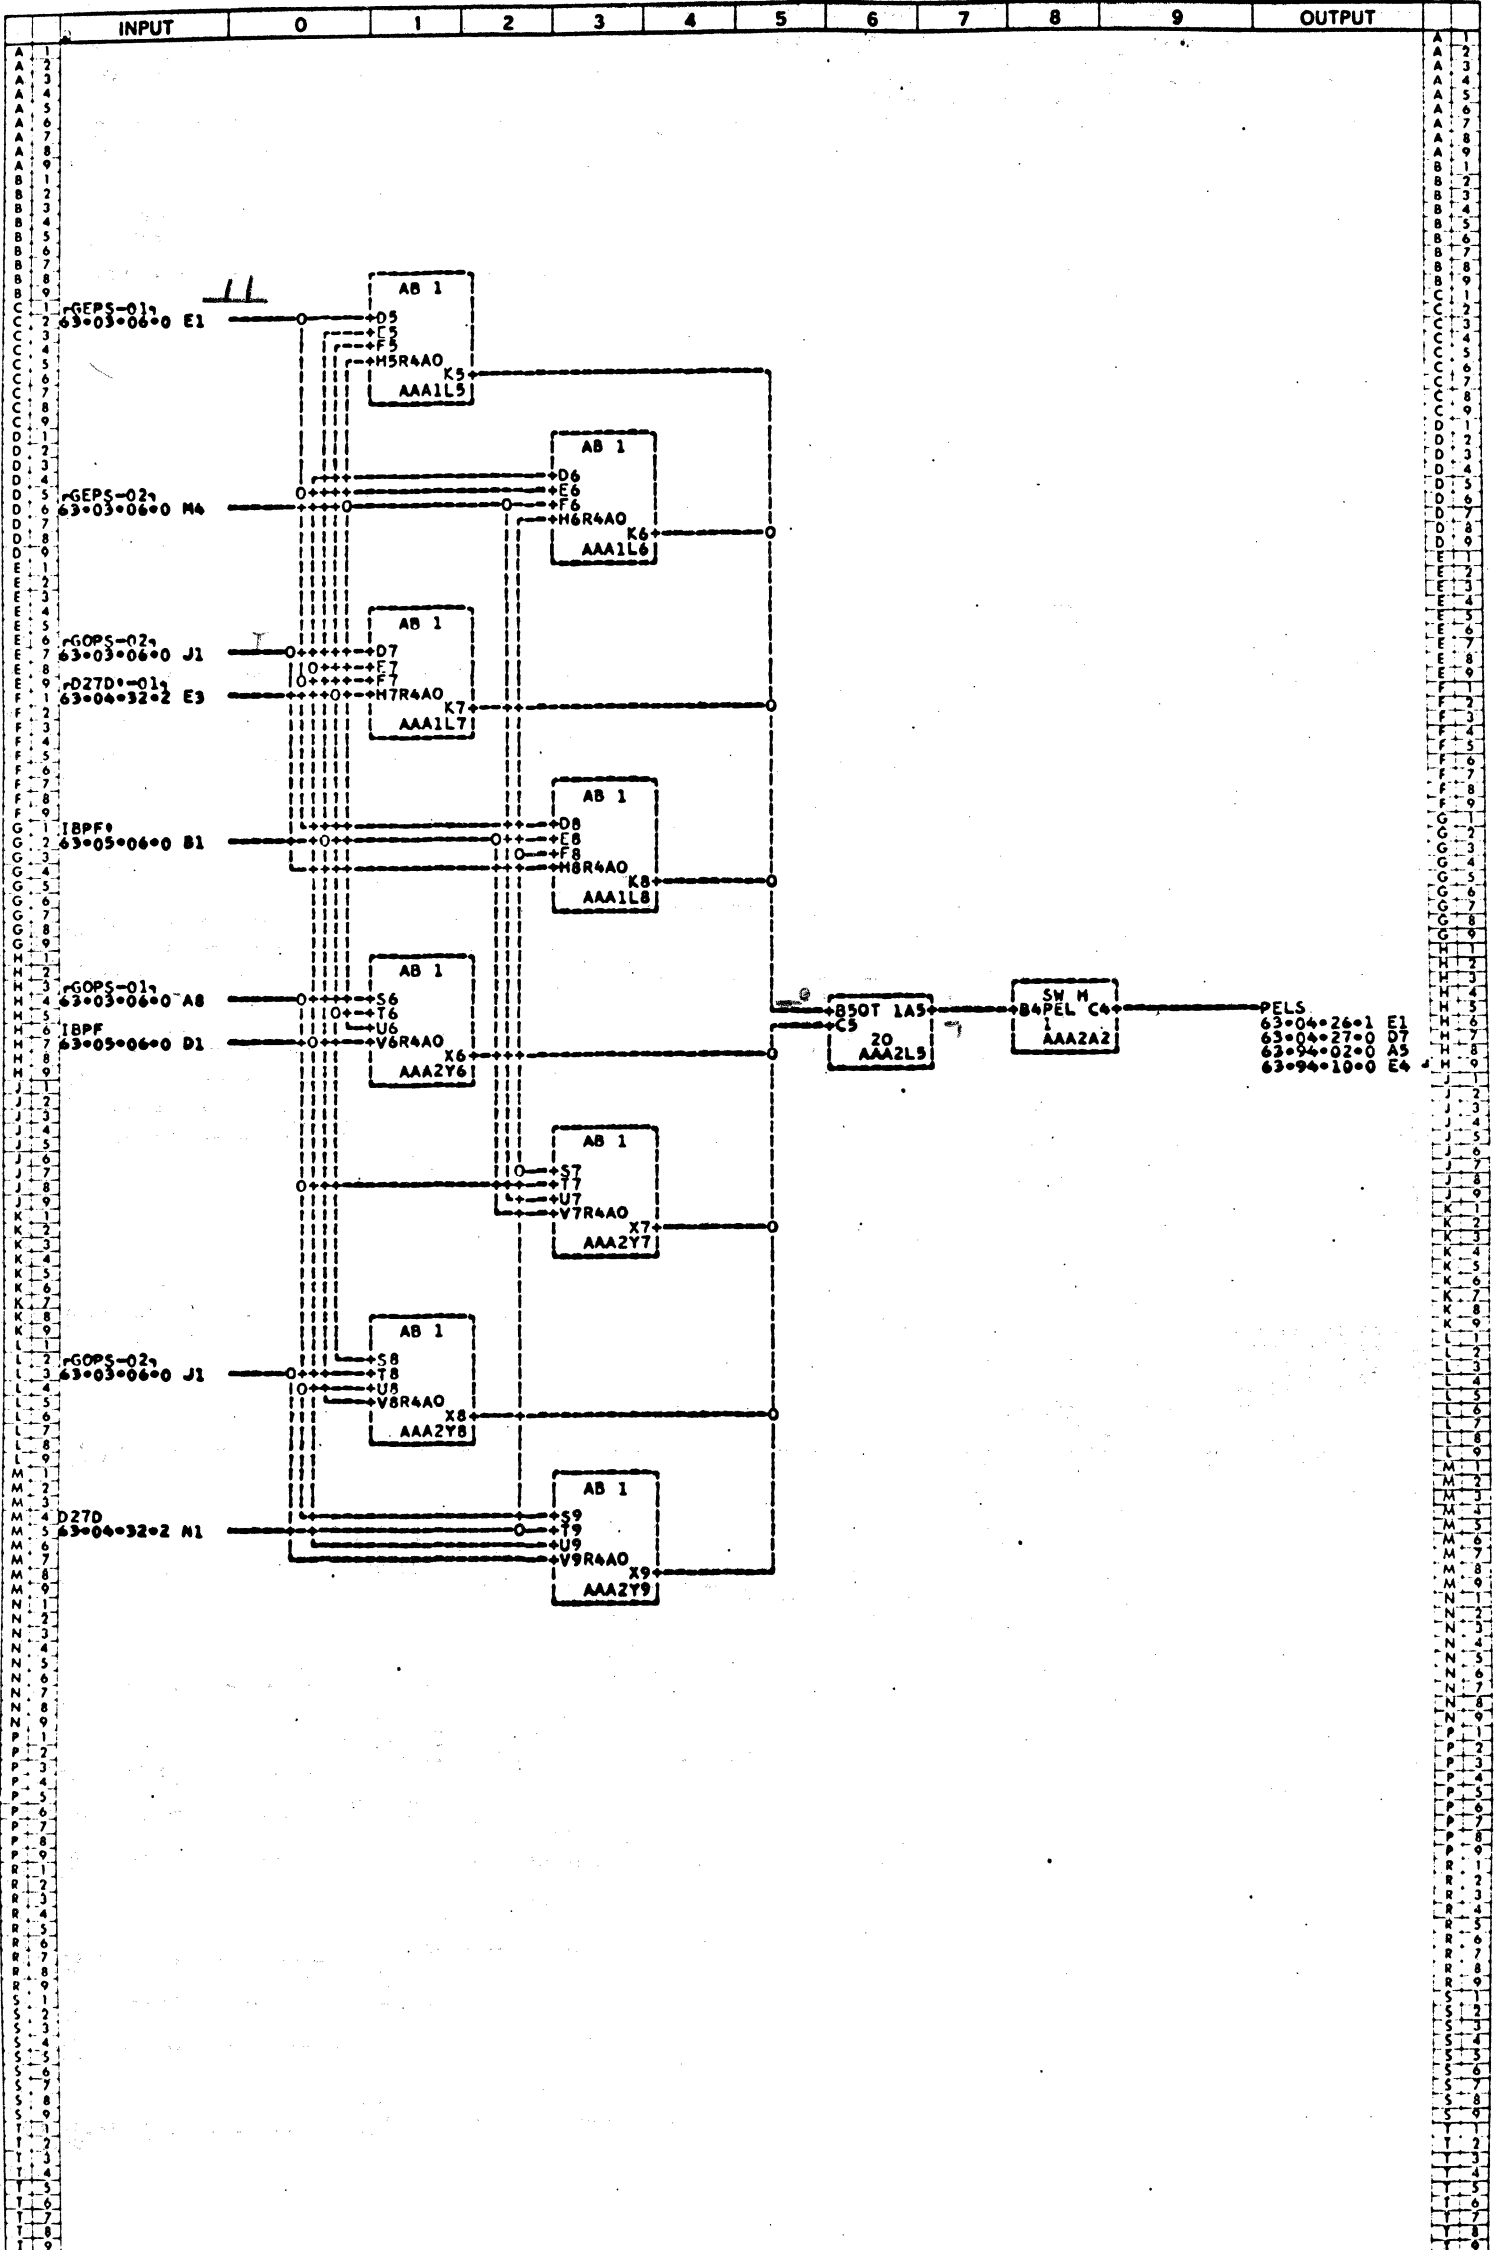 INPUT 0 1 2 3 4 5 6 7 8 9 OUTPUT
11
AB 1
GEPS-01
63•03•06•0 E1
D5
E5
F5
H5R4A0
K5
AAA1L5
AB 1
D6
GEPS-02
E6
63•03•06•0 M4
F6
H6R4A0
K6
AAA1L6
AB 1
GOPS-02
63•03•06•0 J1
D7
E7
D27D'-01
F7
63•04•32•2 E3
H7R4A0
K7
AAA1L7
AB 1
IBPF'
D8
63•05•06•0 B1
E8
F8
H8R4A0
K8
AAA1L8
AB 1
GOPS-01
63•03•06•0 A8
S6
T6
IBPF
U6
63•05•06•0 D1
V6R4A0
X6
AAA2Y6
B5OT 1A5
C5
20
AAA2L5
SW M
B4PEL C4
1
AAA2A2
PELS
63•04•26•1 E1
63•04•27•0 D7
63•94•02•0 A5
63•94•10•0 E4
AB 1
S7
T7
U7
V7R4A0
X7
AAA2Y7
AB 1
GOPS-02
S8
63•03•06•0 J1
T8
U8
V8R4A0
X8
AAA2Y8
AB 1
D27D
S9
63•04•32•2 N1
T9
U9
V9R4A0
X9
AAA2Y9